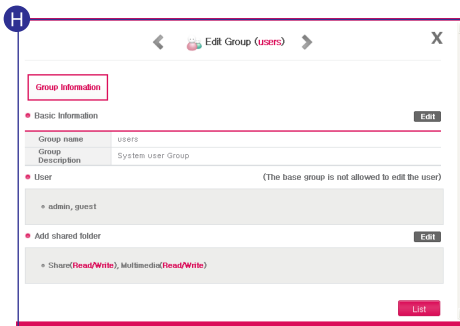 H
Edit Group (users)
X
Group Information
Basic Information
Edit
Group name
users
Group
Description
System user Group
User
(The base group is not allowed to edit the user)
admin, guest
Add shared folder
Edit
Share(Read/Write), Multimedia(Read/Write)
List